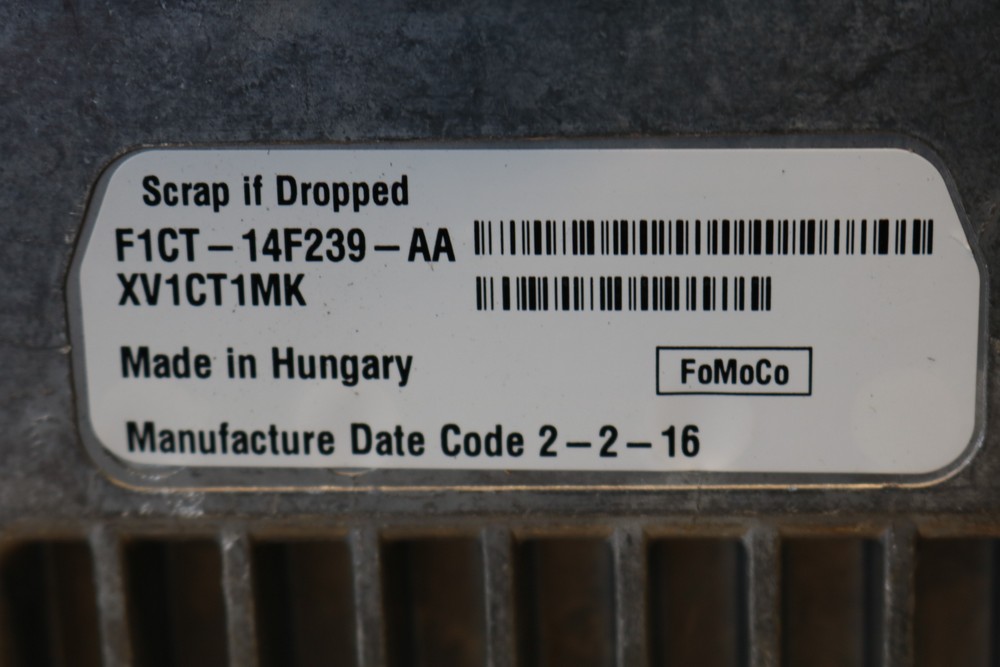 Scrap if Dropped
F1CT-14F239-AA
XV1CT1MK
Made in Hungary
FoMoCo
Manufacture Date Code 2-2-16